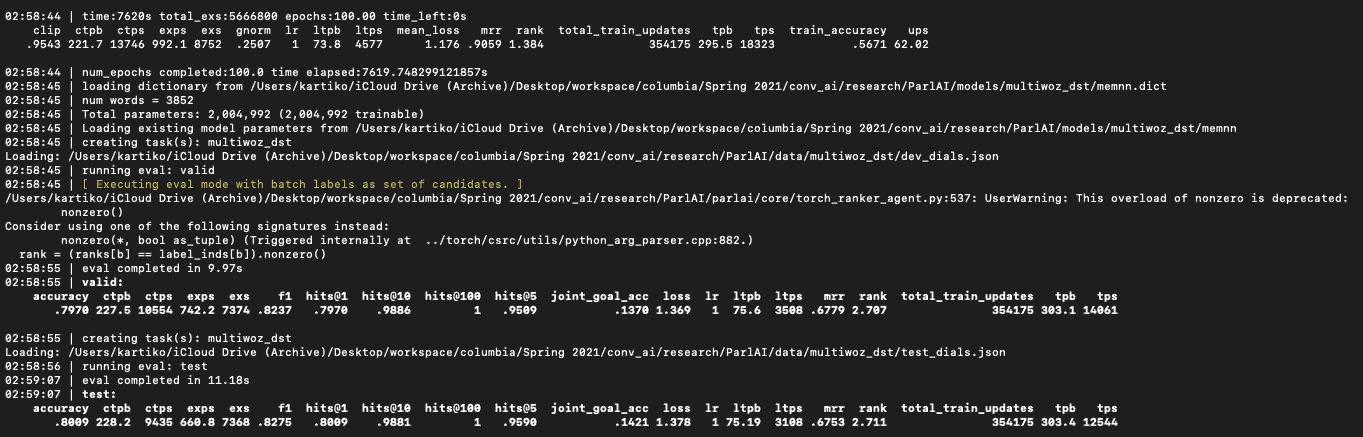 02:58:44 | time:7620s total_exs:5666800 epochs:100.00 time_left:0s
clip ctpb ctps exps exs gnorm lr ltpb ltps mean_loss mrr rank total_train_updates tpb tps train_accuracy ups
.9543 221.7 13746 992.1 8752 .2507 1 73.8 4577 1.176 .9059 1.384 354175 295.5 18323 .5671 62.02
02:58:44 | num_epochs completed:100.0 time elapsed:7619.748299121857s
02:58:45 | loading dictionary from /Users/kartiko/iCloud Drive (Archive)/Desktop/workspace/columbia/Spring 2021/conv_ai/research/ParlAI/models/multiwoz_dst/memnn.dict
02:58:45 | num words = 3852
02:58:45 | Total parameters: 2,004,992 (2,004,992 trainable)
02:58:45 | Loading existing model parameters from /Users/kartiko/iCloud Drive (Archive)/Desktop/workspace/columbia/Spring 2021/conv_ai/research/ParlAI/models/multiwoz_dst/memnn
02:58:45 | creating task(s): multiwoz_dst
Loading: /Users/kartiko/iCloud Drive (Archive)/Desktop/workspace/columbia/Spring 2021/conv_ai/research/ParlAI/data/multiwoz_dst/dev_dials.json
02:58:45 | running eval: valid
02:58:45 | [ Executing eval mode with batch labels as set of candidates. ]
/Users/kartiko/iCloud Drive (Archive)/Desktop/workspace/columbia/Spring 2021/conv_ai/research/ParlAI/parlai/core/torch_ranker_agent.py:537: UserWarning: This overload of nonzero is deprecated:
nonzero()
Consider using one of the following signatures instead:
nonzero(*, bool as_tuple) (Triggered internally at ../torch/csrc/utils/python_arg_parser.cpp:882.)
rank = (ranks[b] == label_inds[b]).nonzero()
02:58:55 | eval completed in 9.97s
02:58:55 | valid:
accuracy ctpb ctps exps exs f1 hits@1 hits@10 hits@100 hits@5 joint_goal_acc loss lr ltpb ltps mrr rank total_train_updates tpb tps
.7970 227.5 10554 742.2 7374 .8237 .7970 .9886 1 .9509 .1370 1.369 1 75.6 3508 .6779 2.707 354175 303.1 14061
02:58:55 | creating task(s): multiwoz_dst
Loading: /Users/kartiko/iCloud Drive (Archive)/Desktop/workspace/columbia/Spring 2021/conv_ai/research/ParlAI/data/multiwoz_dst/test_dials.json
02:58:56 | running eval: test
02:59:07 | eval completed in 11.18s
02:59:07 | test:
accuracy ctpb ctps exps exs f1 hits@1 hits@10 hits@100 hits@5 joint_goal_acc loss lr ltpb ltps mrr rank total_train_updates tpb tps
.8009 228.2 9435 660.8 7368 .8275 .8009 .9881 1 .9590 .1421 1.378 1 75.19 3108 .6753 2.711 354175 303.4 12544